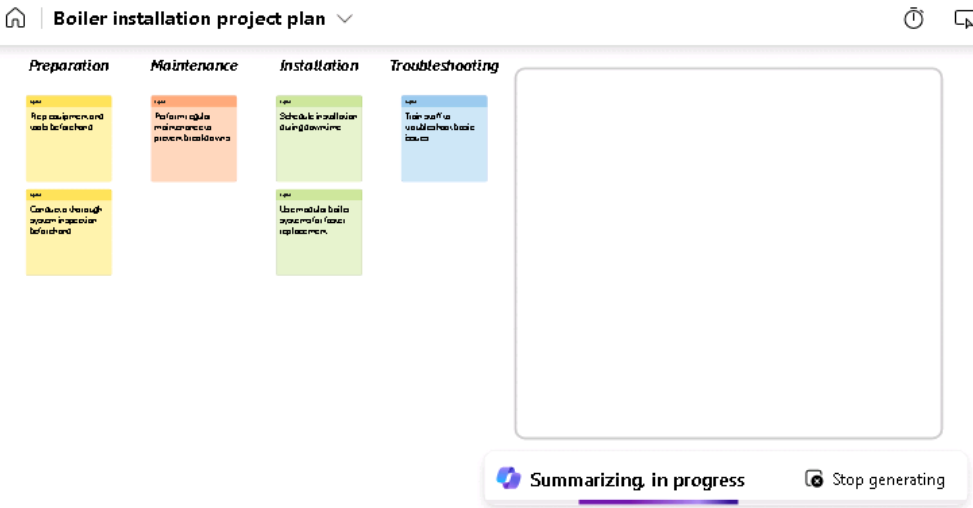 Boiler installation project plan
Preparation
Maintenance
Installation
Troubleshooting
Prep equipment and
tools beforehand
Perform regular
maintenance to
prevent breakdowns
Schedule installation
during downtime
Train staff to
troubleshoot basic
issues
Conduct a thorough
system inspection
beforehand
Use modular boiler
systems for faster
replacement
Summarizing, in progress
Stop generating